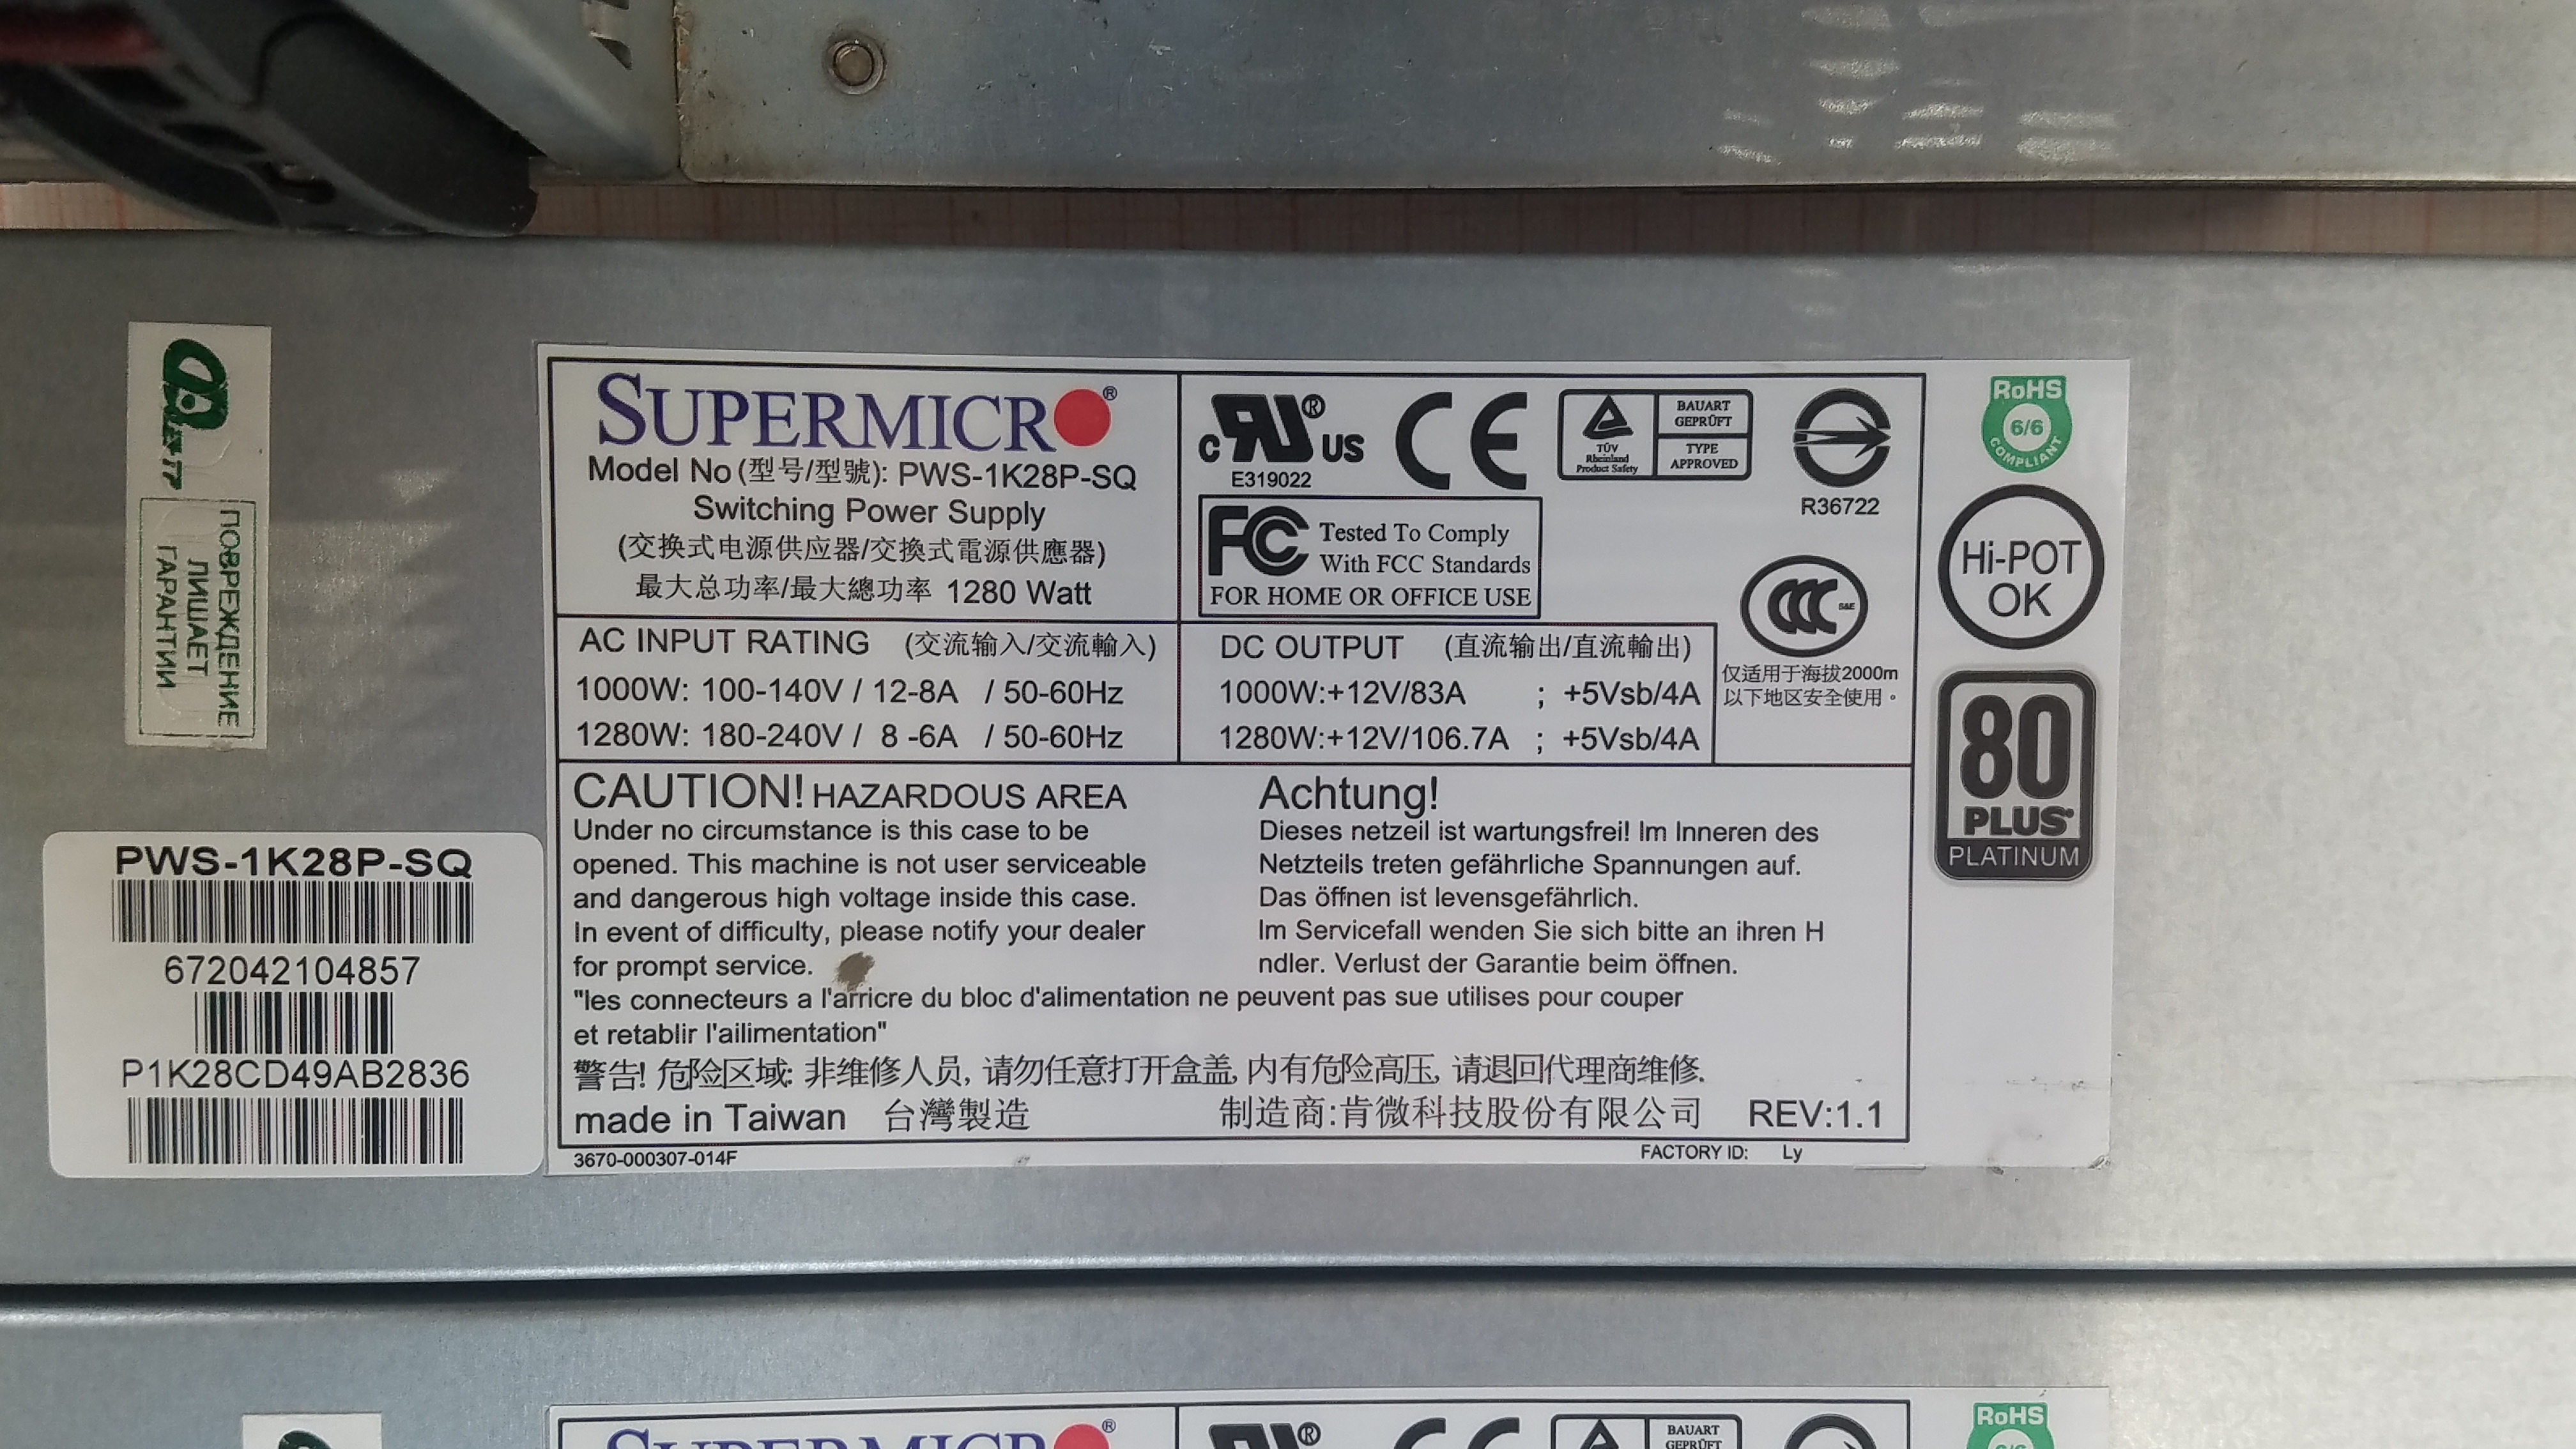 ПОВРЕЖДЕНИЕ
ЛИШАЕТ
ГАРАНТИИ
PWS-1K28P-SQ
672042104857
P1K28CD49AB2836
SUPERMICRO®
Model No (型号/型號): PWS-1K28P-SQ
Switching Power Supply
(交换式电源供应器/交換式電源供應器)
最大总功率/最大總功率 1280 Watt
c RU® US
E319022
CE
TÜV
Rheinland
Product Safety
BAUART
GEPRÜFT
TYPE
APPROVED
R36722
FC Tested To Comply
With FCC Standards
FOR HOME OR OFFICE USE
CCC S&E
仅适用于海拔2000m
以下地区安全使用。
AC INPUT RATING (交流输入/交流輸入)
1000W: 100-140V / 12-8A / 50-60Hz
1280W: 180-240V / 8 -6A / 50-60Hz
DC OUTPUT (直流输出/直流輸出)
1000W:+12V/83A ; +5Vsb/4A
1280W:+12V/106.7A ; +5Vsb/4A
CAUTION! HAZARDOUS AREA
Under no circumstance is this case to be
opened. This machine is not user serviceable
and dangerous high voltage inside this case.
In event of difficulty, please notify your dealer
for prompt service.
Achtung!
Dieses netzeil ist wartungsfrei! Im Inneren des
Netzteils treten gefährliche Spannungen auf.
Das öffnen ist levensgefährlich.
Im Servicefall wenden Sie sich bitte an ihren H
ndler. Verlust der Garantie beim öffnen.
"les connecteurs a l'arricre du bloc d'alimentation ne peuvent pas sue utilises pour couper
et retablir l'ailimentation"
警告! 危险区域: 非维修人员, 请勿任意打开盒盖, 内有危险高压, 请退回代理商维修.
made in Taiwan 台灣製造
制造商:肯微科技股份有限公司 REV:1.1
3670-000307-014F
FACTORY ID: Ly
RoHS
6/6
COMPLIANT
Hi-POT
OK
80
PLUS
PLATINUM
SUPERMICRO®
BAUART
GEPRÜFT
RoHS